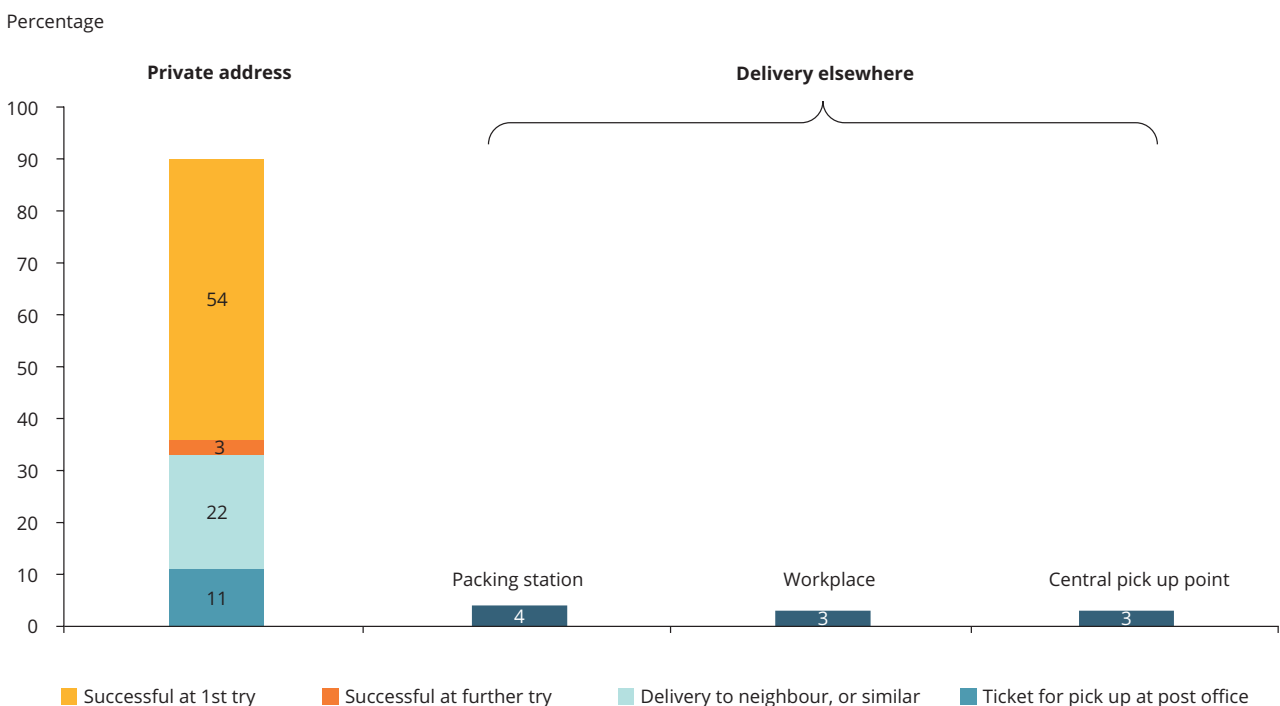 Percentage
Private address
Delivery elsewhere
100
90
80
70
60
50
40
30
20
10
0
54
3
22
11
Packing station
4
Workplace
3
Central pick up point
3
Successful at 1st try
Successful at further try
Delivery to neighbour, or similar
Ticket for pick up at post office